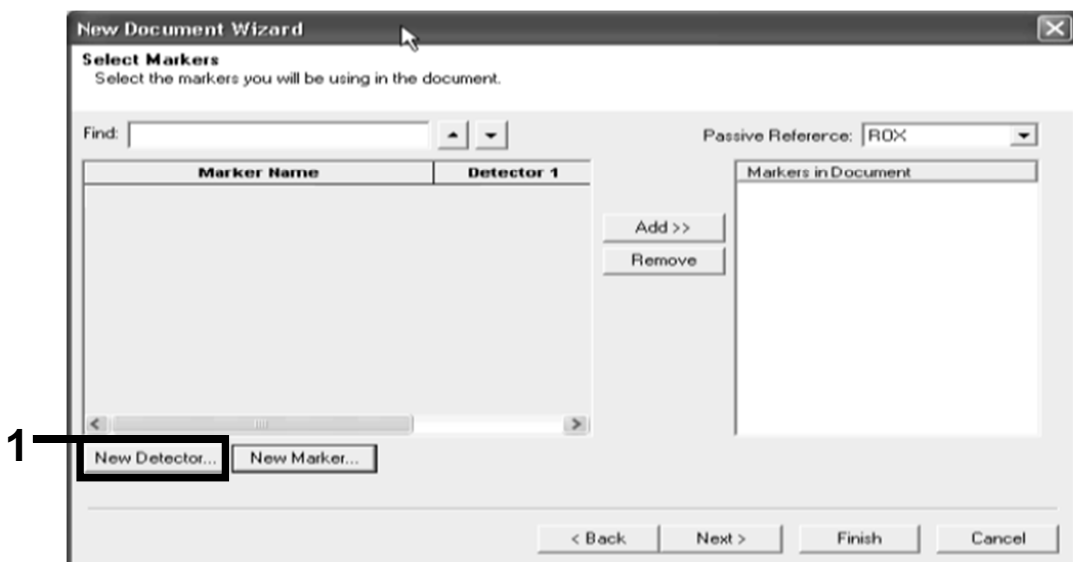 New Document Wizard
Select Markers
Select the markers you will be using in the document.
Find:
Passive Reference: ROX
Marker Name Detector 1
Markers in Document
Add >>
Remove
1
New Detector... New Marker...
< Back Next > Finish Cancel